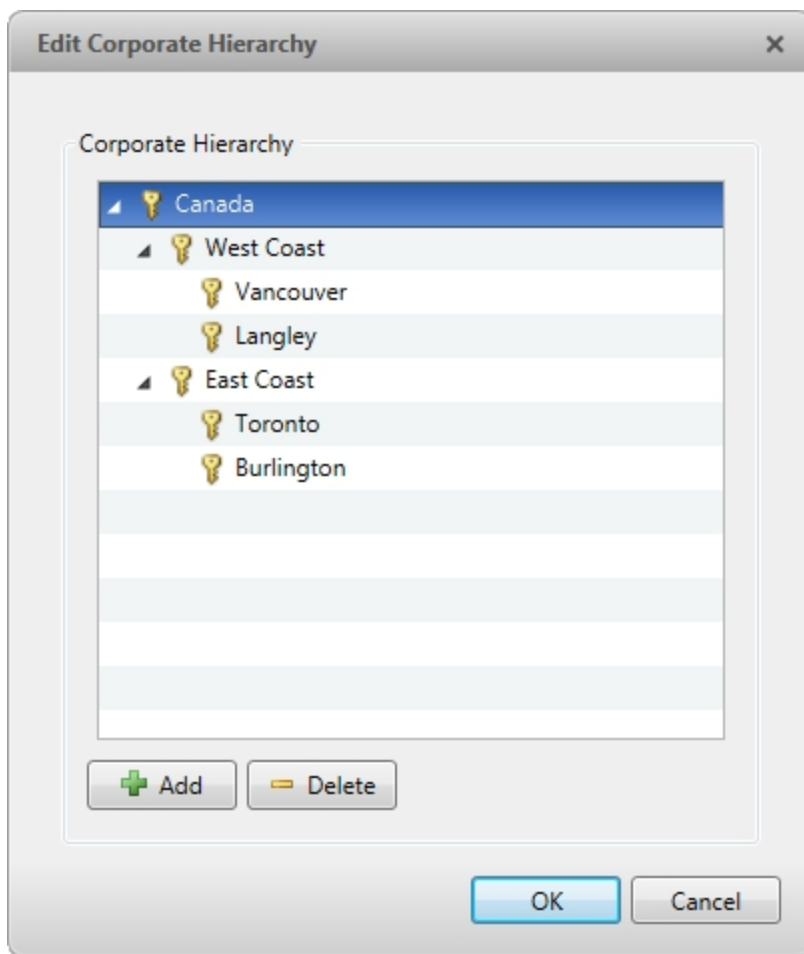 Edit Corporate Hierarchy
Corporate Hierarchy
Canada
West Coast
Vancouver
Langley
East Coast
Toronto
Burlington
Add Delete
OK Cancel